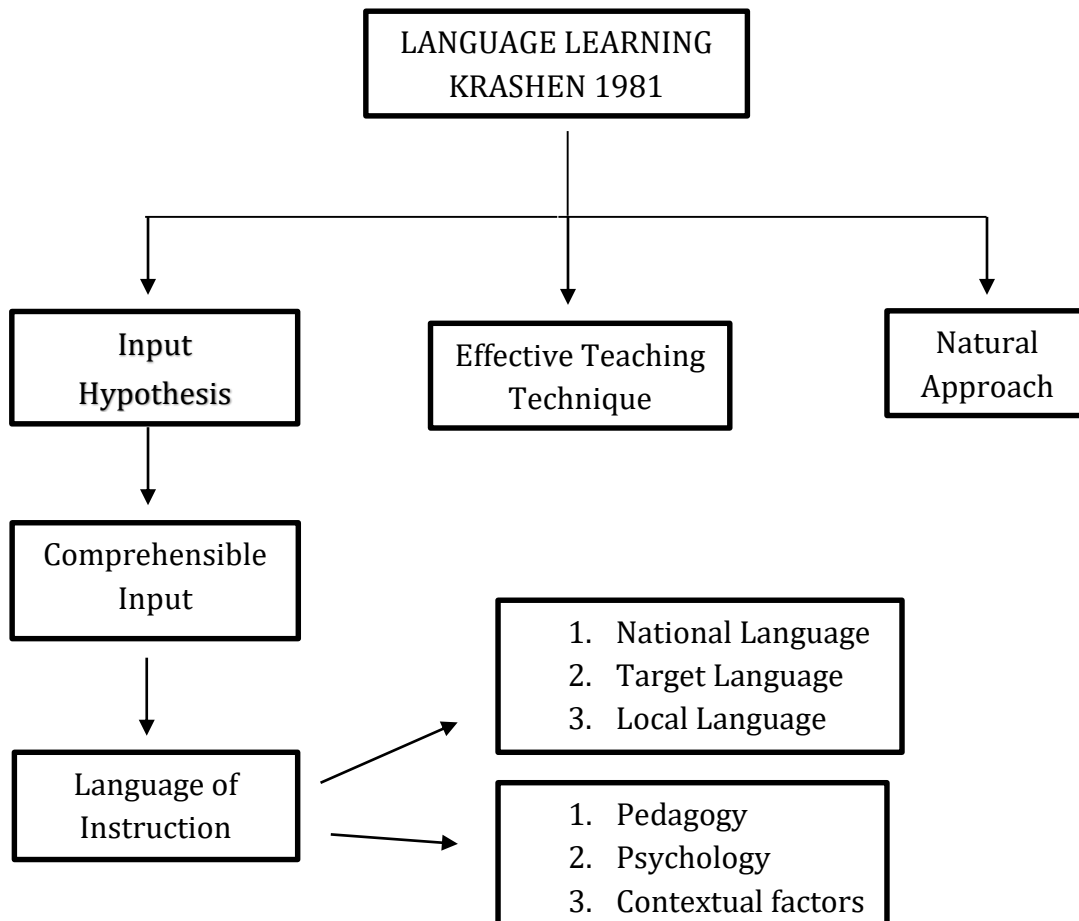 LANGUAGE LEARNING
KRASHEN 1981
Input
Hypothesis
Effective Teaching
Technique
Natural
Approach
Comprehensible
Input
1. National Language
2. Target Language
3. Local Language
Language of
Instruction
1. Pedagogy
2. Psychology
3. Contextual factors